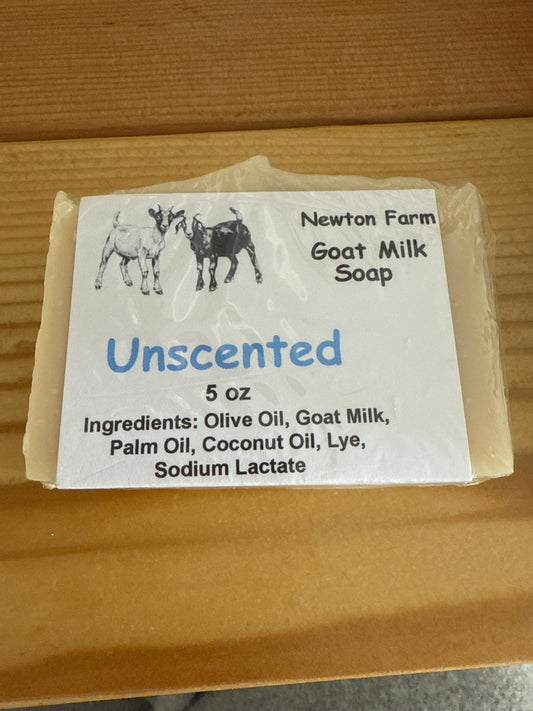 Newton Farm
Goat Milk
Soap
Unscented
5 oz
Ingredients: Olive Oil, Goat Milk,
Palm Oil, Coconut Oil, Lye,
Sodium Lactate